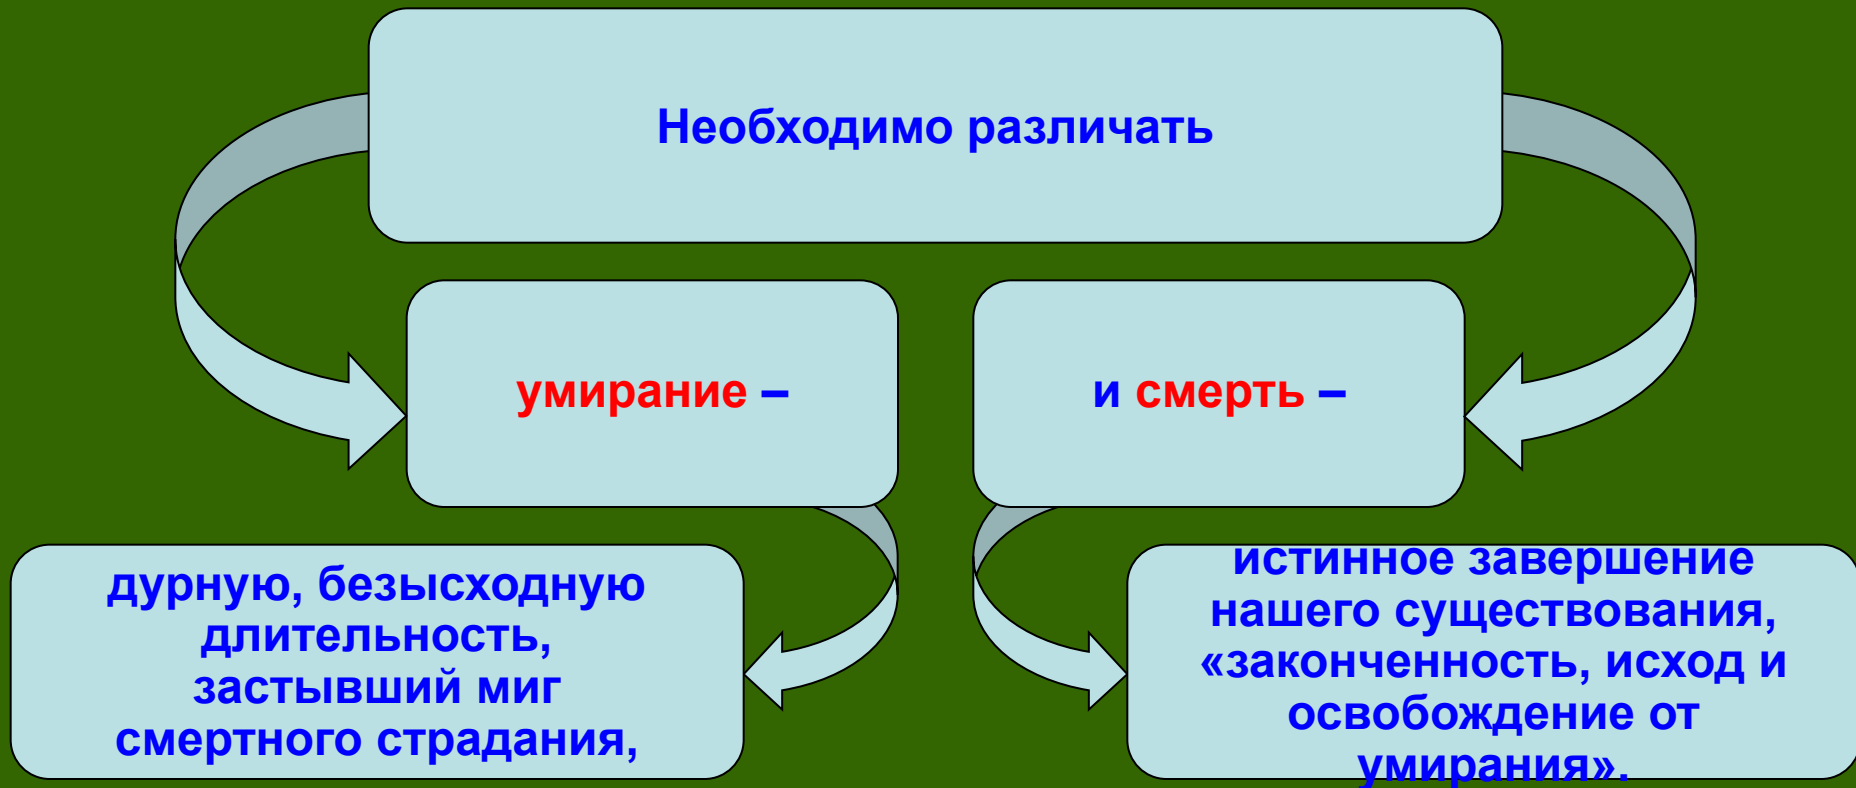 Необходимо различать
умирание –
и смерть –
дурную, безысходную
длительность,
застывший миг
смертного страдания,
истинное завершение
нашего существования,
«законченность, исход и
освобождение от
умирания».